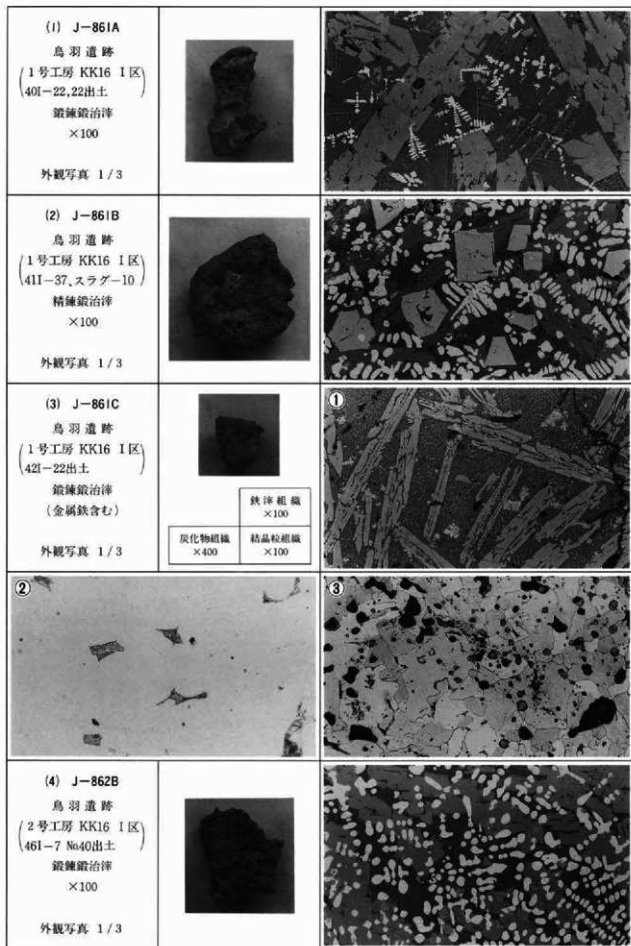 (1) J-861A
鳥羽遺跡
(1号工房 KK16 I区
40I-22,22出土)
鍛錬鍛冶滓
×100
外観写真 1/3
(2) J-861B
鳥羽遺跡
(1号工房 KK16 I区
41I-37、スラグ-10)
精錬鍛冶滓
×100
外観写真 1/3
(3) J-861C
鳥羽遺跡
(1号工房 KK16 I区
42I-22出土)
鍛錬鍛冶滓
(金属鉄含む)
外観写真 1/3
鉄滓組織
×100
炭化物組織
×400
結晶粒組織
×100
①
②
③
(4) J-862B
鳥羽遺跡
(2号工房 KK16 I区
46I-7 No.40出土)
鍛錬鍛冶滓
×100
外観写真 1/3